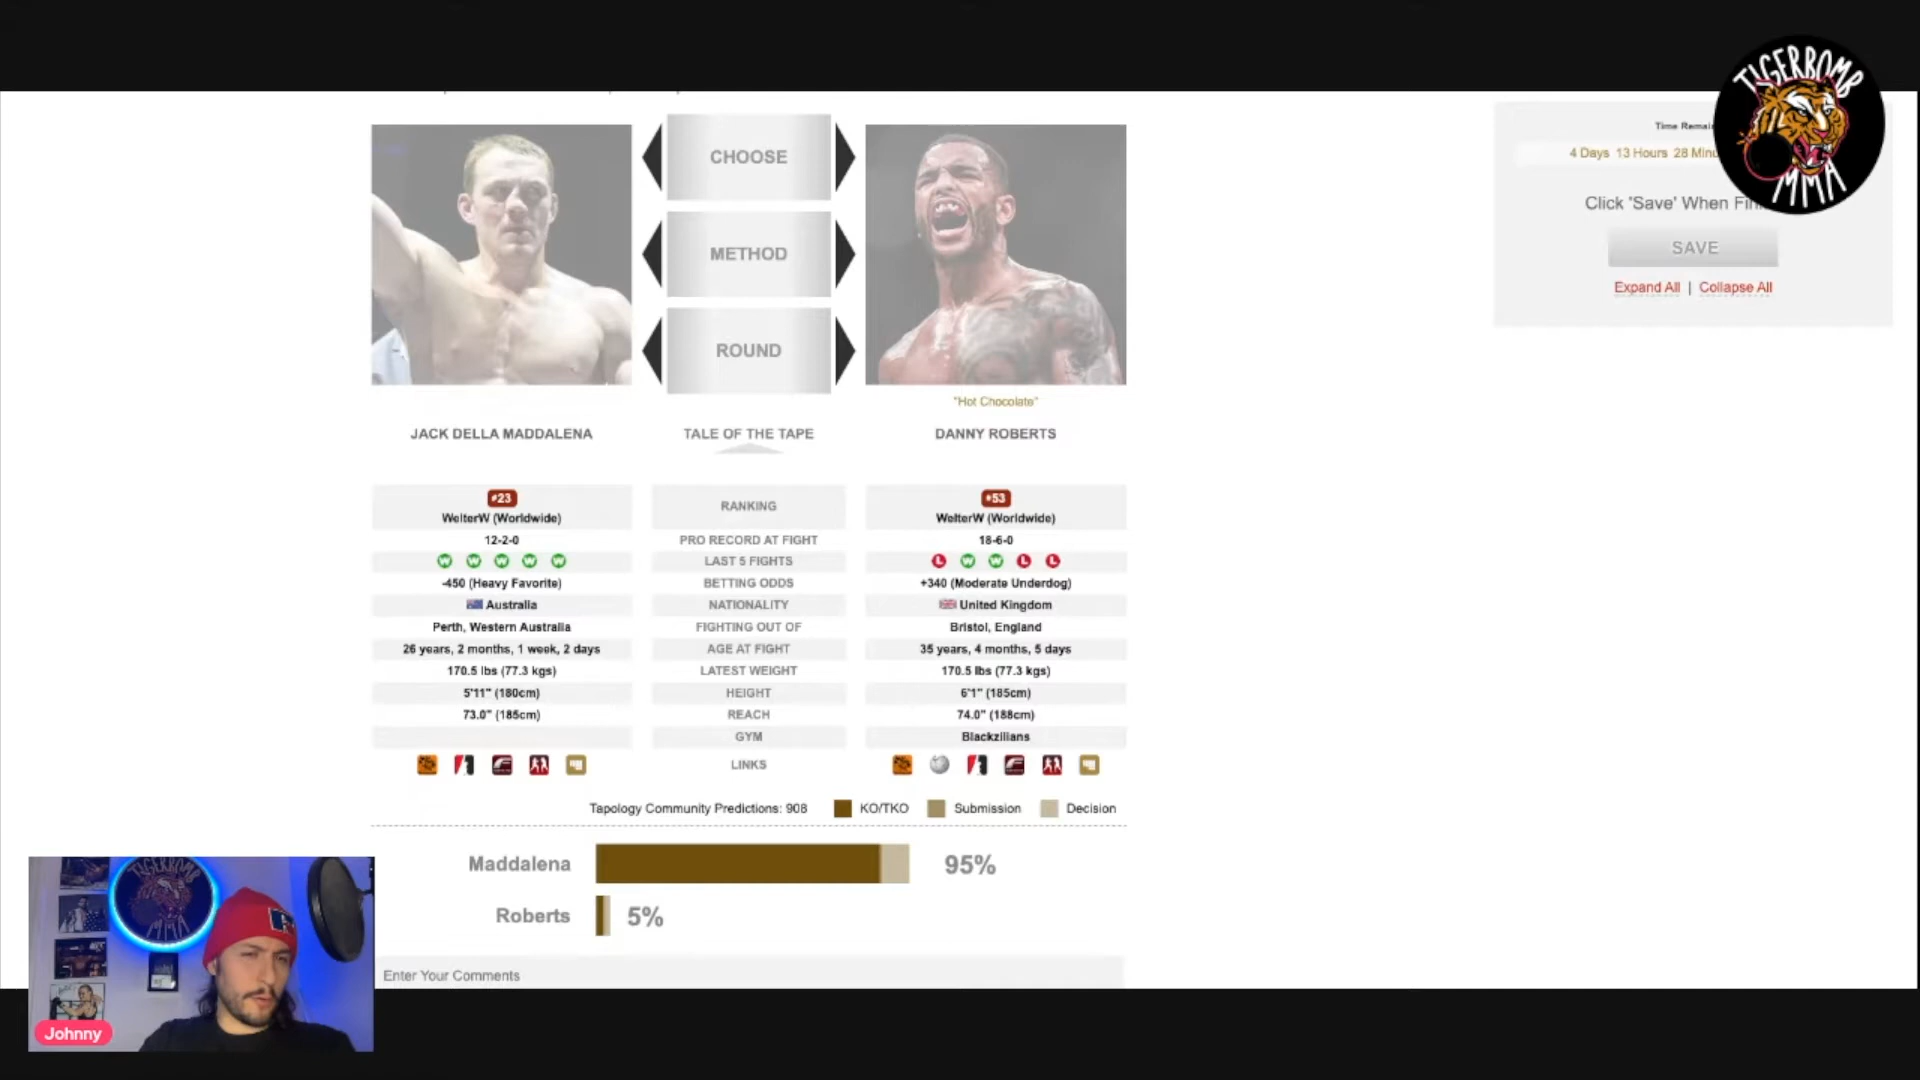 TIGERBOMB
MMA
Time Remai
4 Days 13 Hours 28 Minu
Click 'Save' When Fin
SAVE
Expand All | Collapse All
CHOOSE
METHOD
ROUND
"Hot Chocolate"
JACK DELLA MADDALENA
TALE OF THE TAPE
DANNY ROBERTS
#23 WelterW (Worldwide) RANKING #53 WelterW (Worldwide)
12-2-0 PRO RECORD AT FIGHT 18-6-0
W W W W W LAST 5 FIGHTS L W W L L
-450 (Heavy Favorite) BETTING ODDS +340 (Moderate Underdog)
Australia NATIONALITY United Kingdom
Perth, Western Australia FIGHTING OUT OF Bristol, England
26 years, 2 months, 1 week, 2 days AGE AT FIGHT 35 years, 4 months, 5 days
170.5 lbs (77.3 kgs) LATEST WEIGHT 170.5 lbs (77.3 kgs)
5'11" (180cm) HEIGHT 6'1" (185cm)
73.0" (185cm) REACH 74.0" (188cm)
GYM Blackzilians
LINKS
Tapology Community Predictions: 908 KO/TKO Submission Decision
Maddalena 95%
Roberts 5%
Enter Your Comments
TIGERBOMB
MMA
Johnny